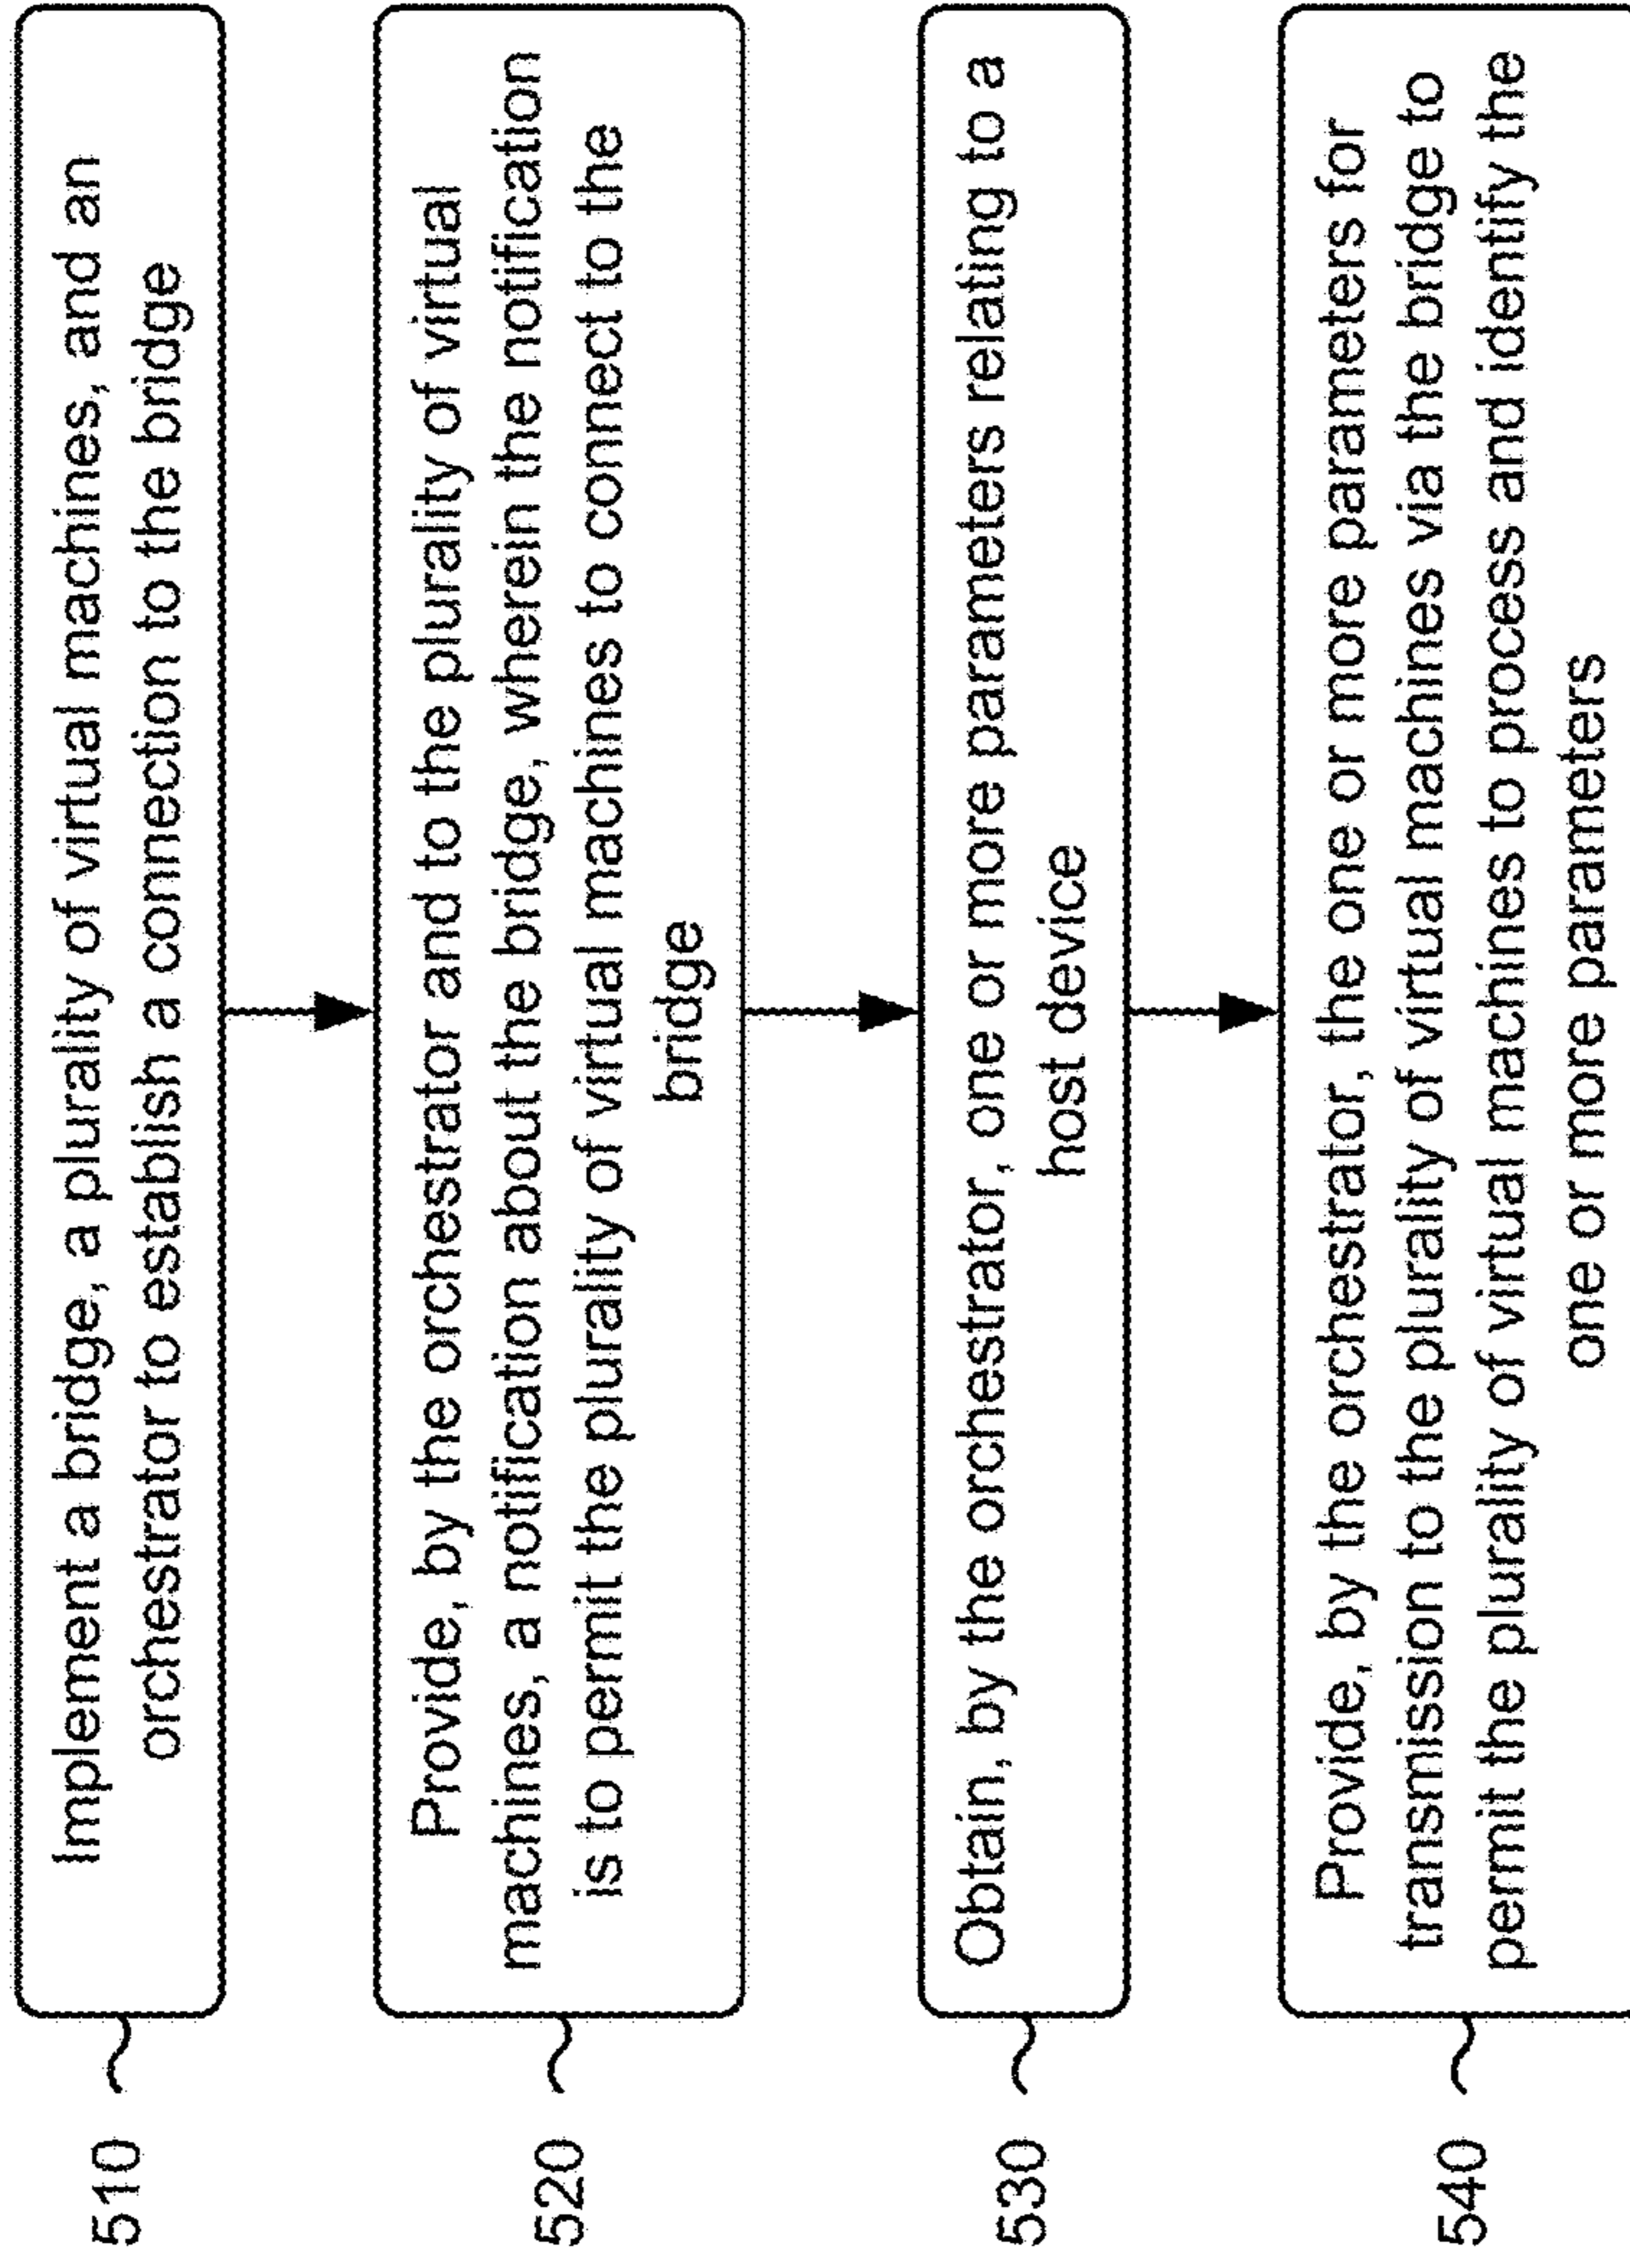 510
Implement a bridge, a plurality of virtual machines, and an
orchestrator to establish a connection to the bridge
520
Provide, by the orchestrator and to the plurality of virtual
machines, a notification about the bridge, wherein the notification
is to permit the plurality of virtual machines to connect to the
bridge
530
Obtain, by the orchestrator, one or more parameters relating to a
host device
540
Provide, by the orchestrator, the one or more parameters for
transmission to the plurality of virtual machines via the bridge to
permit the plurality of virtual machines to process and identify the
one or more parameters